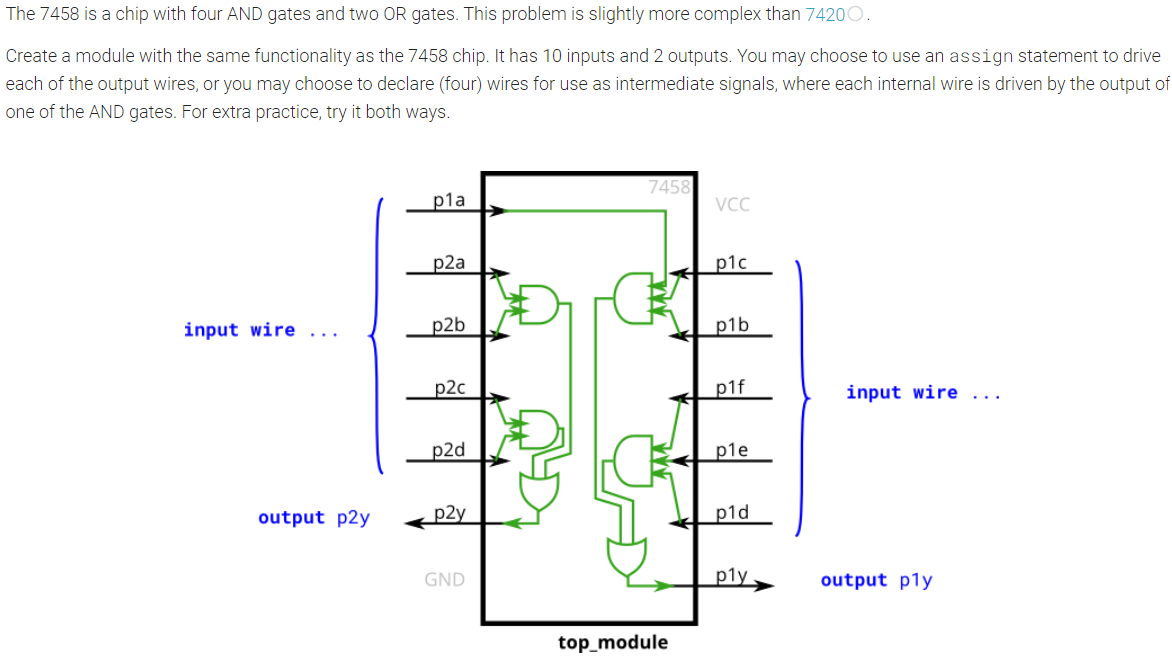 The 7458 is a chip with four AND gates and two OR gates. This problem is slightly more complex than 7420.
Create a module with the same functionality as the 7458 chip. It has 10 inputs and 2 outputs. You may choose to use an assign statement to drive
each of the output wires, or you may choose to declare (four) wires for use as intermediate signals, where each internal wire is driven by the output of
one of the AND gates. For extra practice, try it both ways.
7458
p1a
VCC
p2a
p1c
input wire ...
p2b
p1b
p2c
p1f
input wire ...
p2d
p1e
output p2y
p2y
p1d
GND
p1y
output p1y
top_module